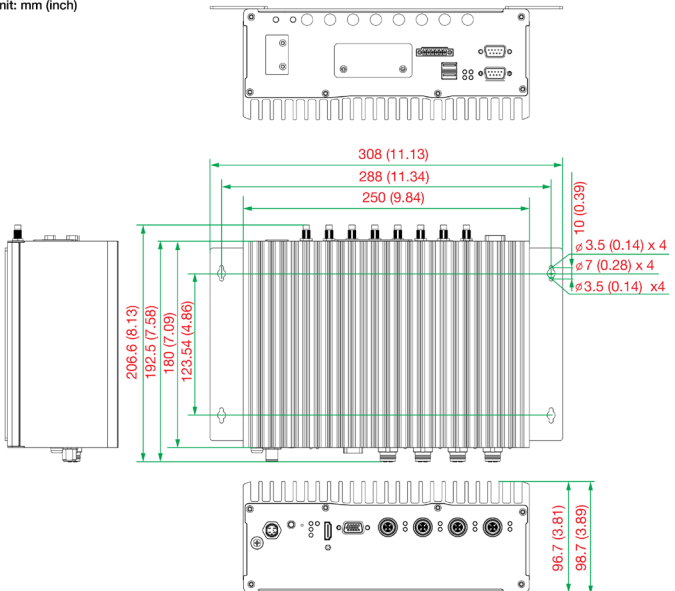 nit: mm (inch)
308 (11.13)
288 (11.34)
250 (9.84)
10 (0.39)
ø 3.5 (0.14) x 4
ø 7 (0.28) x 4
ø 3.5 (0.14) x4
206.6 (8.13)
192.5 (7.58)
180 (7.09)
123.54 (4.86)
96.7 (3.81)
98.7 (3.89)